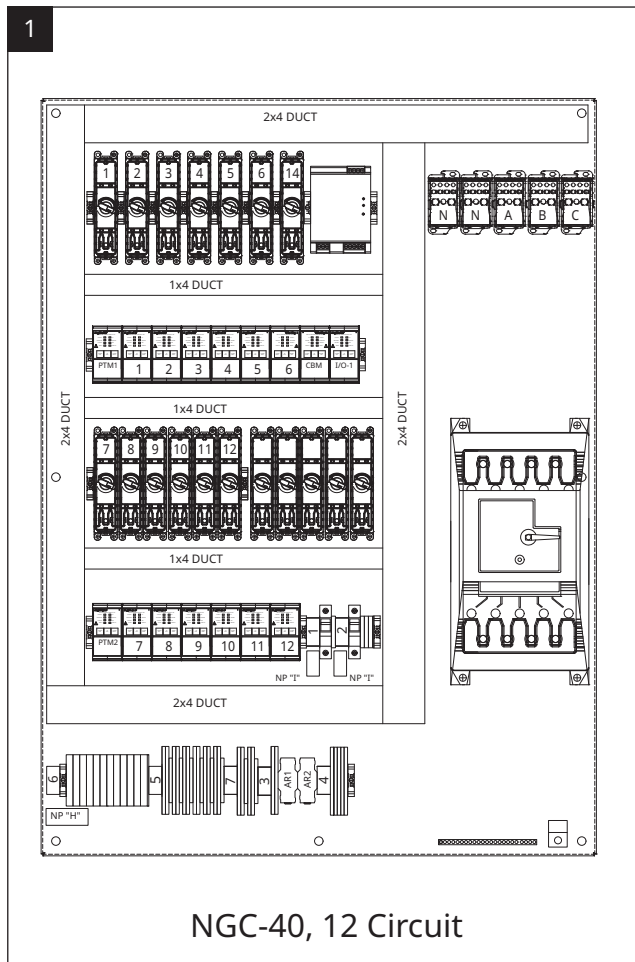 1
2x4 DUCT
1 2 3 4 5 6 14
N N A B C
1x4 DUCT
PTM1 1 2 3 4 5 6 CBM I/O-1
1x4 DUCT
2x4 DUCT
2x4 DUCT
7 8 9 10 11 12
1x4 DUCT
PTM2 7 8 9 10 11 12 1 2
NP "I" NP "I"
2x4 DUCT
6 5 7 3 AR1 AR2 4
NP "H"
NGC-40, 12 Circuit